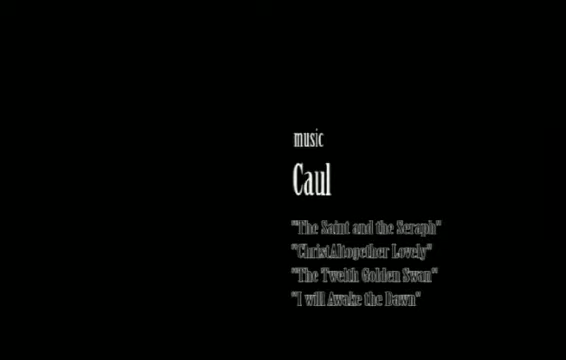 music
Caul
"The Saint and the Seraph"
"ChristAltogether Lovely"
"The Twelth Golden Swan"
"I will Awake the Dawn"